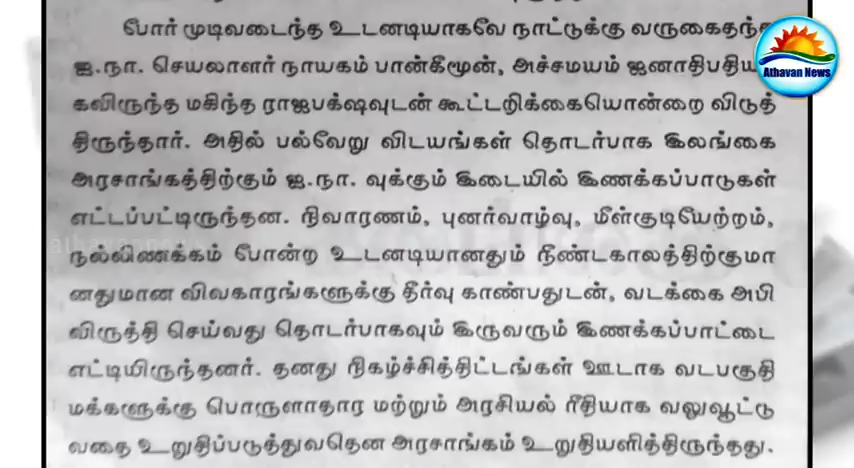 போர் முடிவடைந்த உடனடியாகவே நாட்டுக்கு வருகைதந்த
ஐ.நா. செயலாளர் நாயகம் பான்கீமூன், அச்சமயம் ஜனாதிபதியா
கவிருந்த மகிந்த ராஜபக்ஷவுடன் கூட்டறிக்கையொன்றை விடுத்
திருந்தார். அதில் பல்வேறு விடயங்கள் தொடர்பாக இலங்கை
அரசாங்கத்திற்கும் ஐ.நா. வுக்கும் இடையில் இணக்கப்பாடுகள்
எட்டப்பட்டிருந்தன. நிவாரணம், புனர்வாழ்வு, மீள்குடியேற்றம்,
நல்லிணக்கம் போன்ற உடனடியானதும் நீண்டகாலத்திற்குமா
னதுமான விவகாரங்களுக்கு தீர்வு காண்பதுடன், வடக்கை அபி
விருத்தி செய்வது தொடர்பாகவும் இருவரும் இணக்கப்பாட்டை
எட்டியிருந்தனர். தனது நிகழ்ச்சித்திட்டங்கள் ஊடாக வடபகுதி
மக்களுக்கு பொருளாதார மற்றும் அரசியல் ரீதியாக வலுவூட்டு
வதை உறுதிப்படுத்துவதென அரசாங்கம் உறுதியளித்திருந்தது.
Athavan News
athavannews